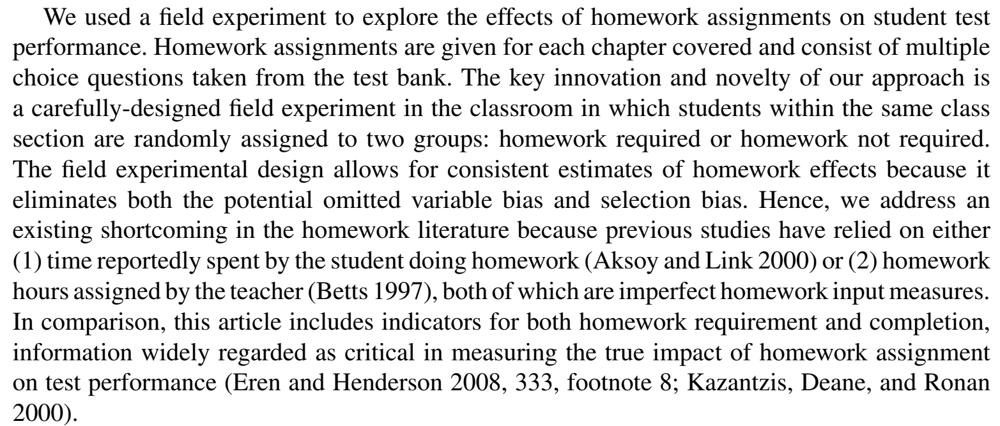 We used a field experiment to explore the effects of homework assignments on student test
performance. Homework assignments are given for each chapter covered and consist of multiple
choice questions taken from the test bank. The key innovation and novelty of our approach is
a carefully-designed field experiment in the classroom in which students within the same class
section are randomly assigned to two groups: homework required or homework not required.
The field experimental design allows for consistent estimates of homework effects because it
eliminates both the potential omitted variable bias and selection bias. Hence, we address an
existing shortcoming in the homework literature because previous studies have relied on either
(1) time reportedly spent by the student doing homework (Aksoy and Link 2000) or (2) homework
hours assigned by the teacher (Betts 1997), both of which are imperfect homework input measures.
In comparison, this article includes indicators for both homework requirement and completion,
information widely regarded as critical in measuring the true impact of homework assignment
on test performance (Eren and Henderson 2008, 333, footnote 8; Kazantzis, Deane, and Ronan
2000).